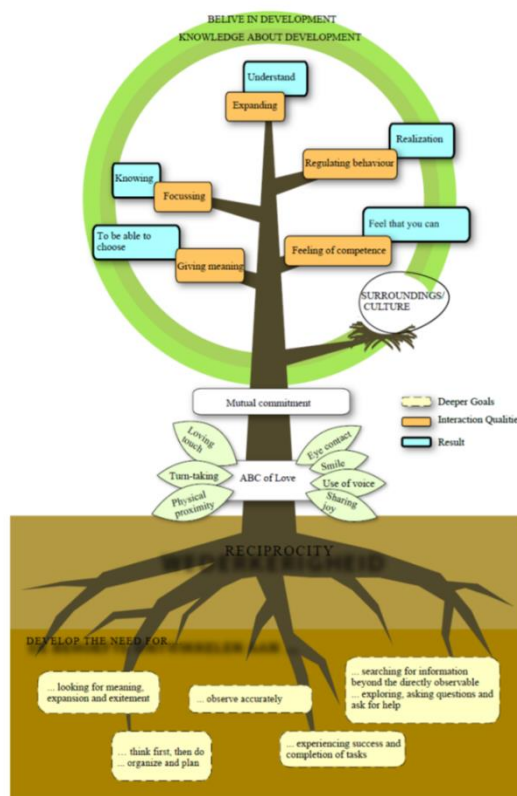 BELIVE IN DEVELOPMENT
KNOWLEDGE ABOUT DEVELOPMENT
Understand
Expanding
Realization
Regulating behaviour
Knowing
Focussing
To be able to
choose
Giving meaning
Feel that you can
Feeling of competence
SURROUNDINGS/
CULTURE
Mutual commitment
Deeper Goals
Interaction Qualitie
Result
Loving
touch
Turn-taking
Physical
proximity
ABC of Love
Eye contact
Smile
Use of voice
Sharing
joy
RECIPROCITY
WEDERKERIGHEID
DEVELOP THE NEED FOR...
... looking for meaning,
expansion and exitement
... observe accurately
... searching for information
beyond the directly observable
... exploring, asking questions and
ask for help
... think first, then do
... organize and plan
... experiencing success and
completion of tasks